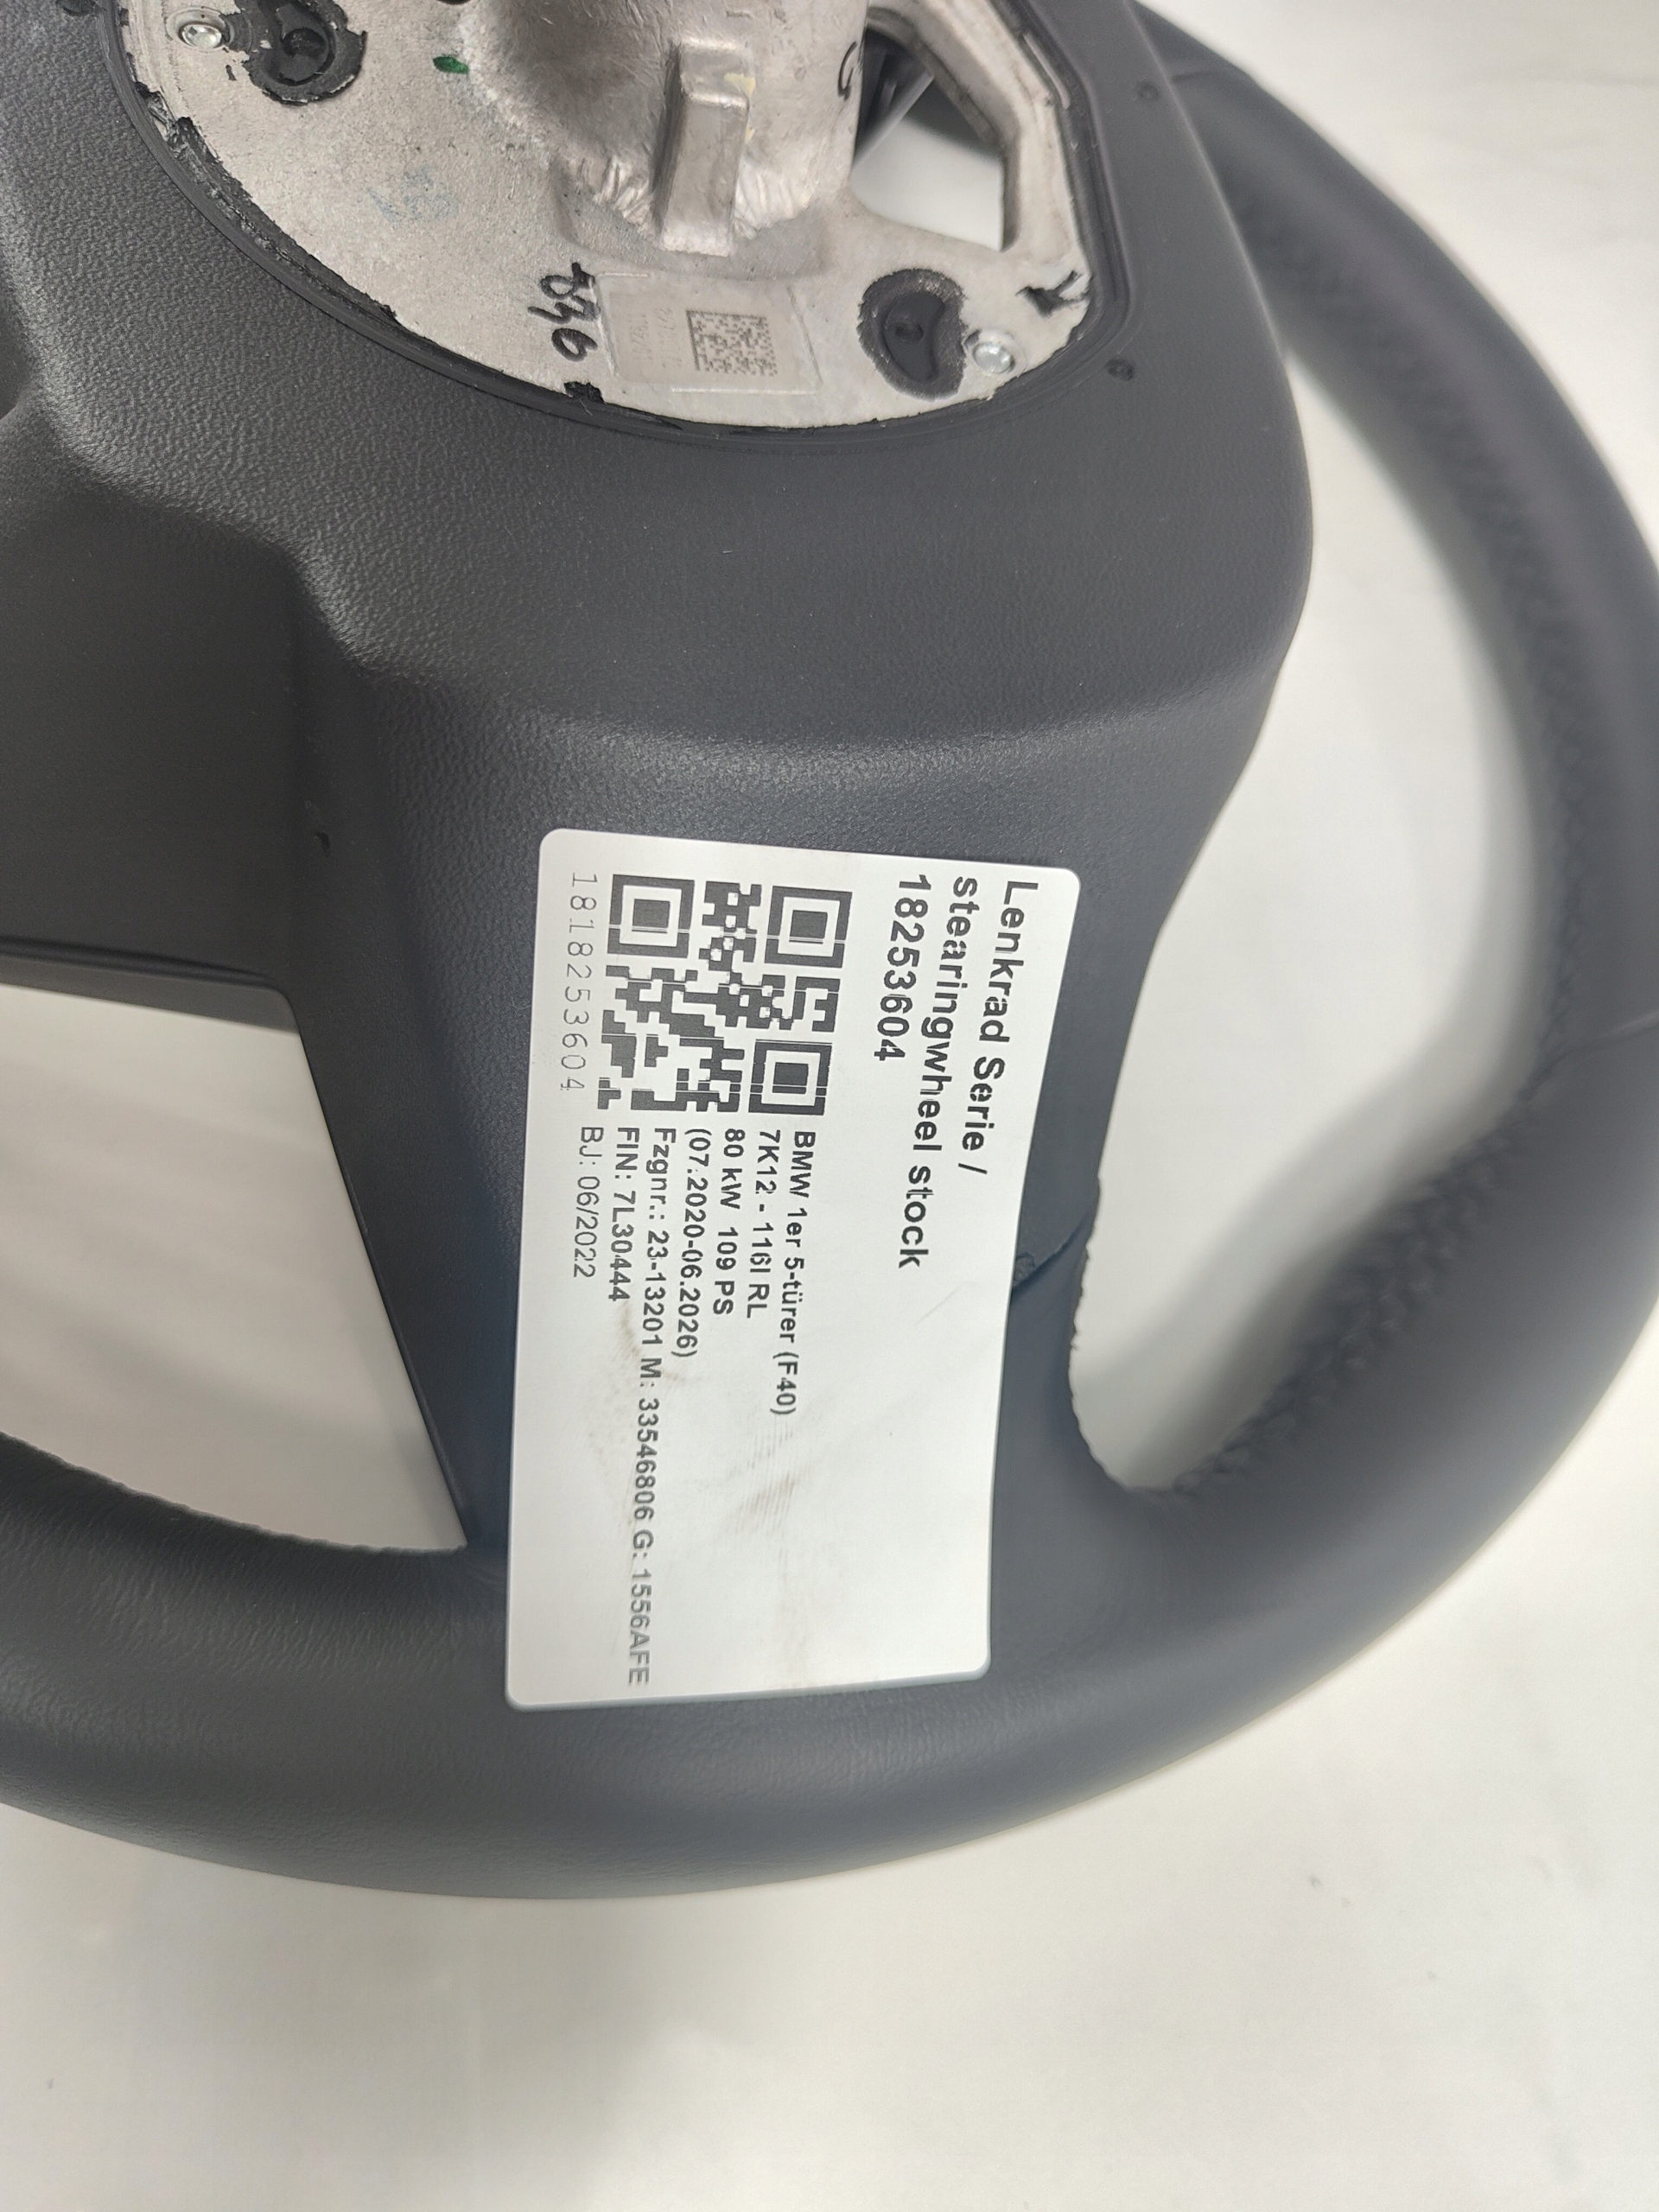 Lenkrad Serie /
stearingwheel stock
18253604
BMW 1er 5-türer (F40)
7K12 - 116I RL
80 kW 109 PS
(07.2020-06.2026)
Fzgnr.: 23-13201 M: 33546806 G: 1556AFE
FIN: 7L30444
BJ: 06/2022
1818253604